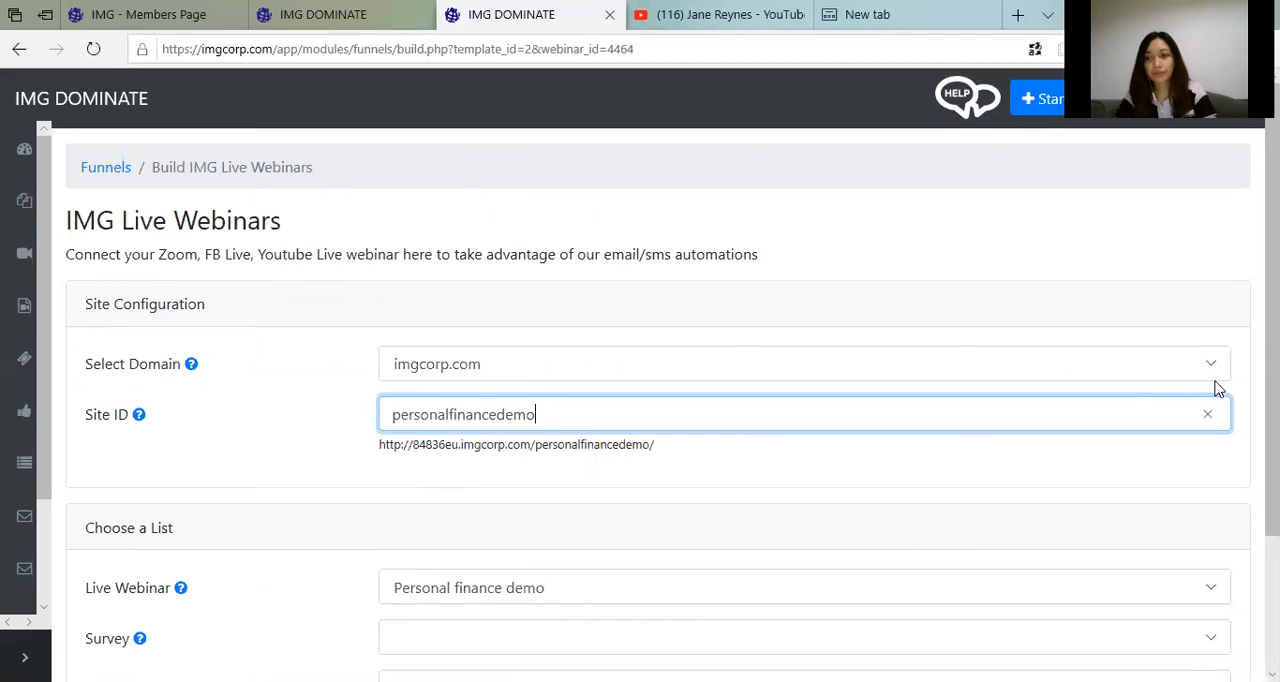 IMG - Members Page
IMG DOMINATE
IMG DOMINATE
(116) Jane Reynes - YouTub
New tab
https://imgcorp.com/app/modules/funnels/build.php?template_id=2&webinar_id=4464
IMG DOMINATE
HELP
Star
Funnels / Build IMG Live Webinars
IMG Live Webinars
Connect your Zoom, FB Live, Youtube Live webinar here to take advantage of our email/sms automations
Site Configuration
Select Domain
imgcorp.com
Site ID
personalfinancedemo
http://84836eu.imgcorp.com/personalfinancedemo/
Choose a List
Live Webinar
Personal finance demo
Survey